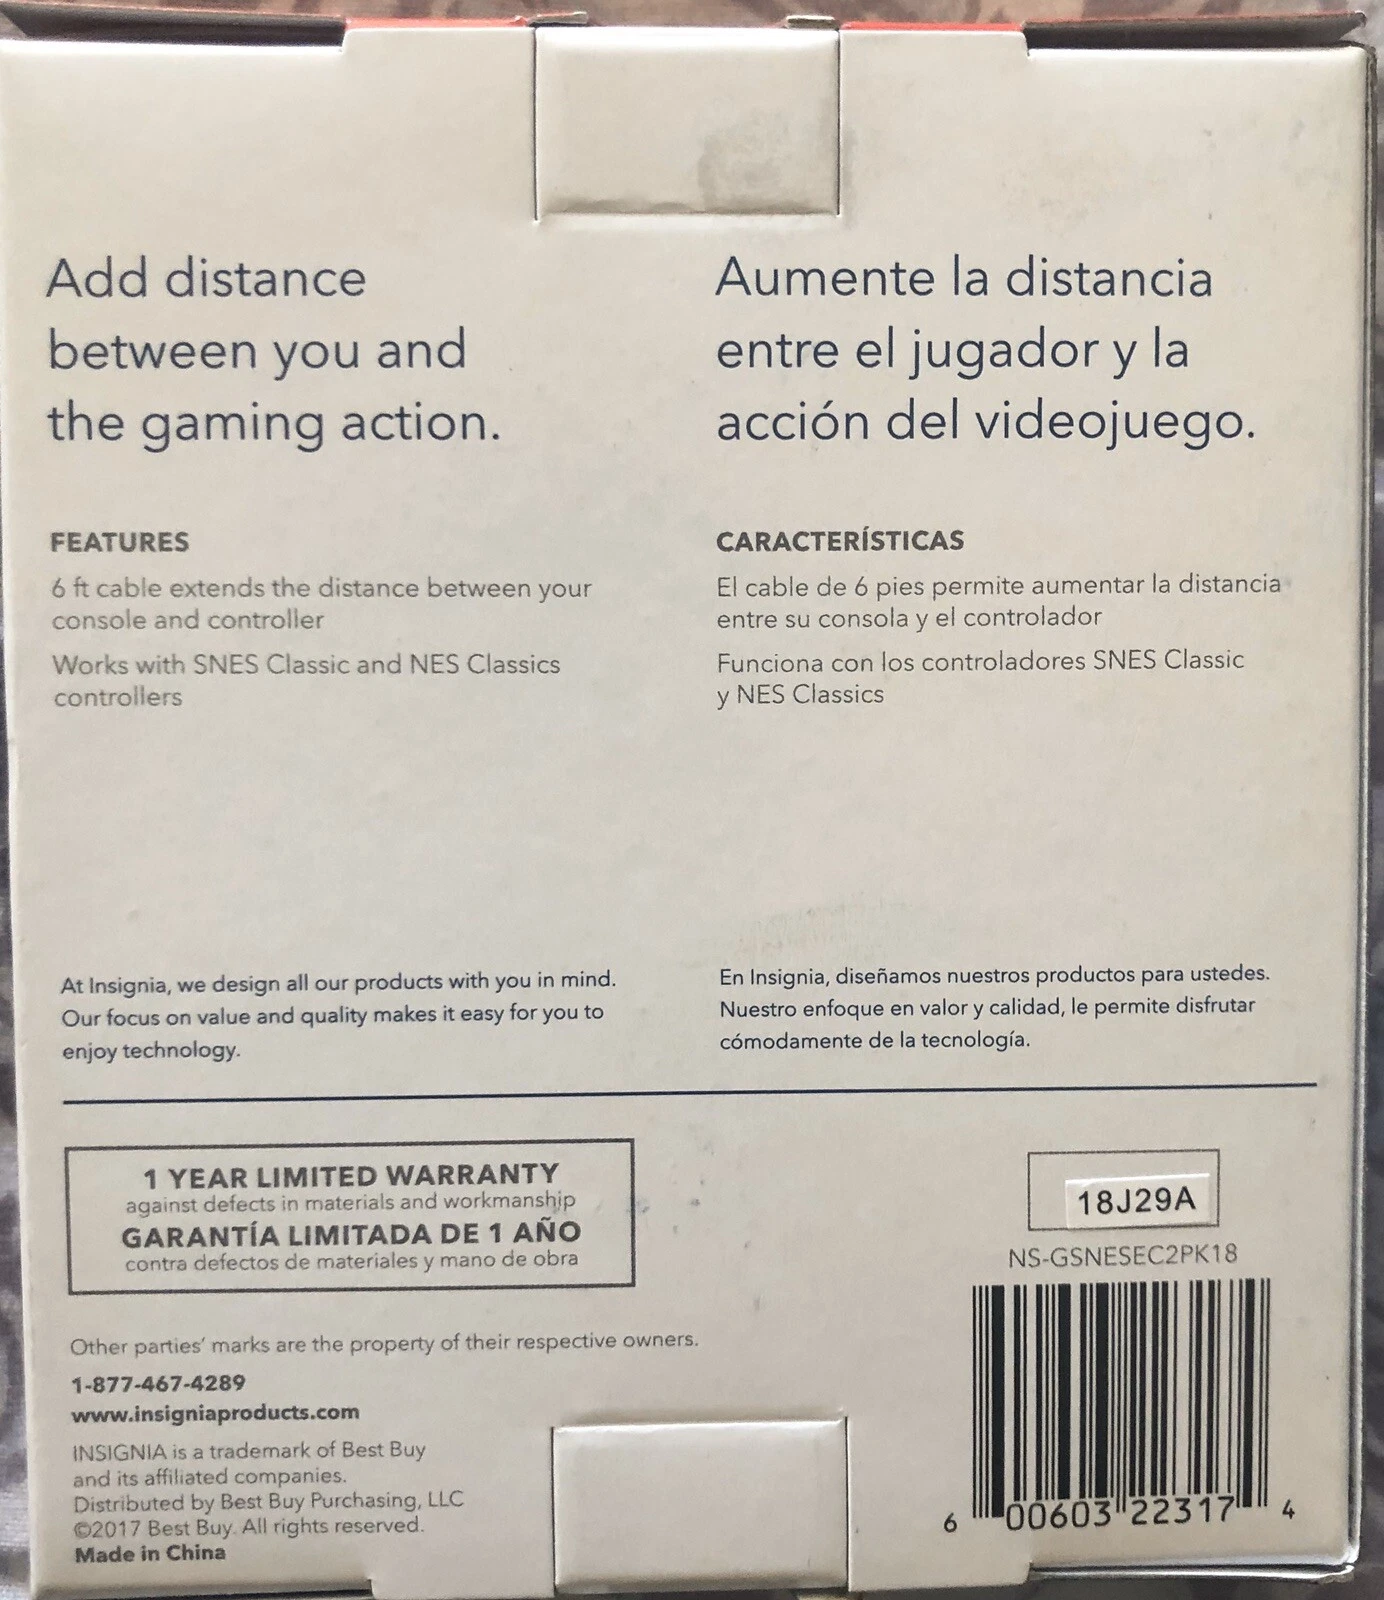 Add distance
between you and
the gaming action.
FEATURES
6 ft cable extends the distance between your
console and controller
Works with SNES Classic and NES Classics
controllers
Aumente la distancia
entre el jugador y la
acción del videojuego.
CARACTERÍSTICAS
El cable de 6 pies permite aumentar la distancia
entre su consola y el controlador
Funciona con los controladores SNES Classic
y NES Classics
At Insignia, we design all our products with you in mind.
Our focus on value and quality makes it easy for you to
enjoy technology.
En Insignia, diseñamos nuestros productos para ustedes.
Nuestro enfoque en valor y calidad, le permite disfrutar
cómodamente de la tecnología.
1 YEAR LIMITED WARRANTY
against defects in materials and workmanship
GARANTÍA LIMITADA DE 1 AÑO
contra defectos de materiales y mano de obra
Other parties' marks are the property of their respective owners.
1-877-467-4289
www.insigniaproducts.com
INSIGNIA is a trademark of Best Buy
and its affiliated companies.
Distributed by Best Buy Purchasing, LLC
©2017 Best Buy. All rights reserved.
Made in China
18J29A
NS-GSNESEC2PK18
6 00603 22317 4